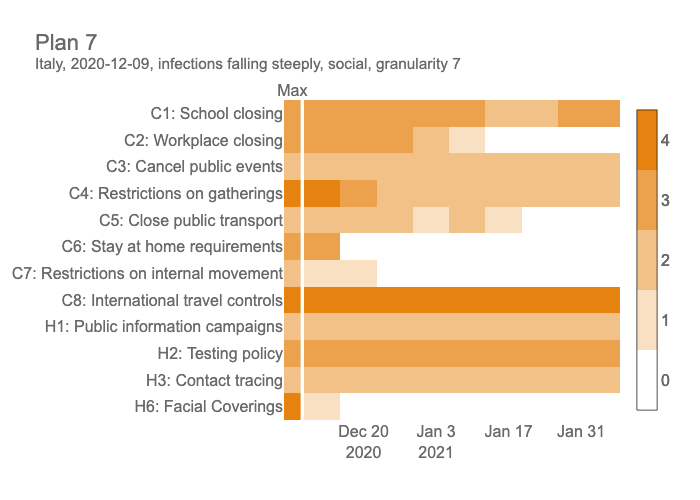 Plan 7
Italy, 2020-12-09, infections falling steeply, social, granularity 7
Max
C1: School closing
C2: Workplace closing
C3: Cancel public events
C4: Restrictions on gatherings
C5: Close public transport
C6: Stay at home requirements
C7: Restrictions on internal movement
C8: International travel controls
H1: Public information campaigns
H2: Testing policy
H3: Contact tracing
H6: Facial Coverings
4
3
2
1
0
Dec 20 Jan 3 Jan 17 Jan 31
2020 2021